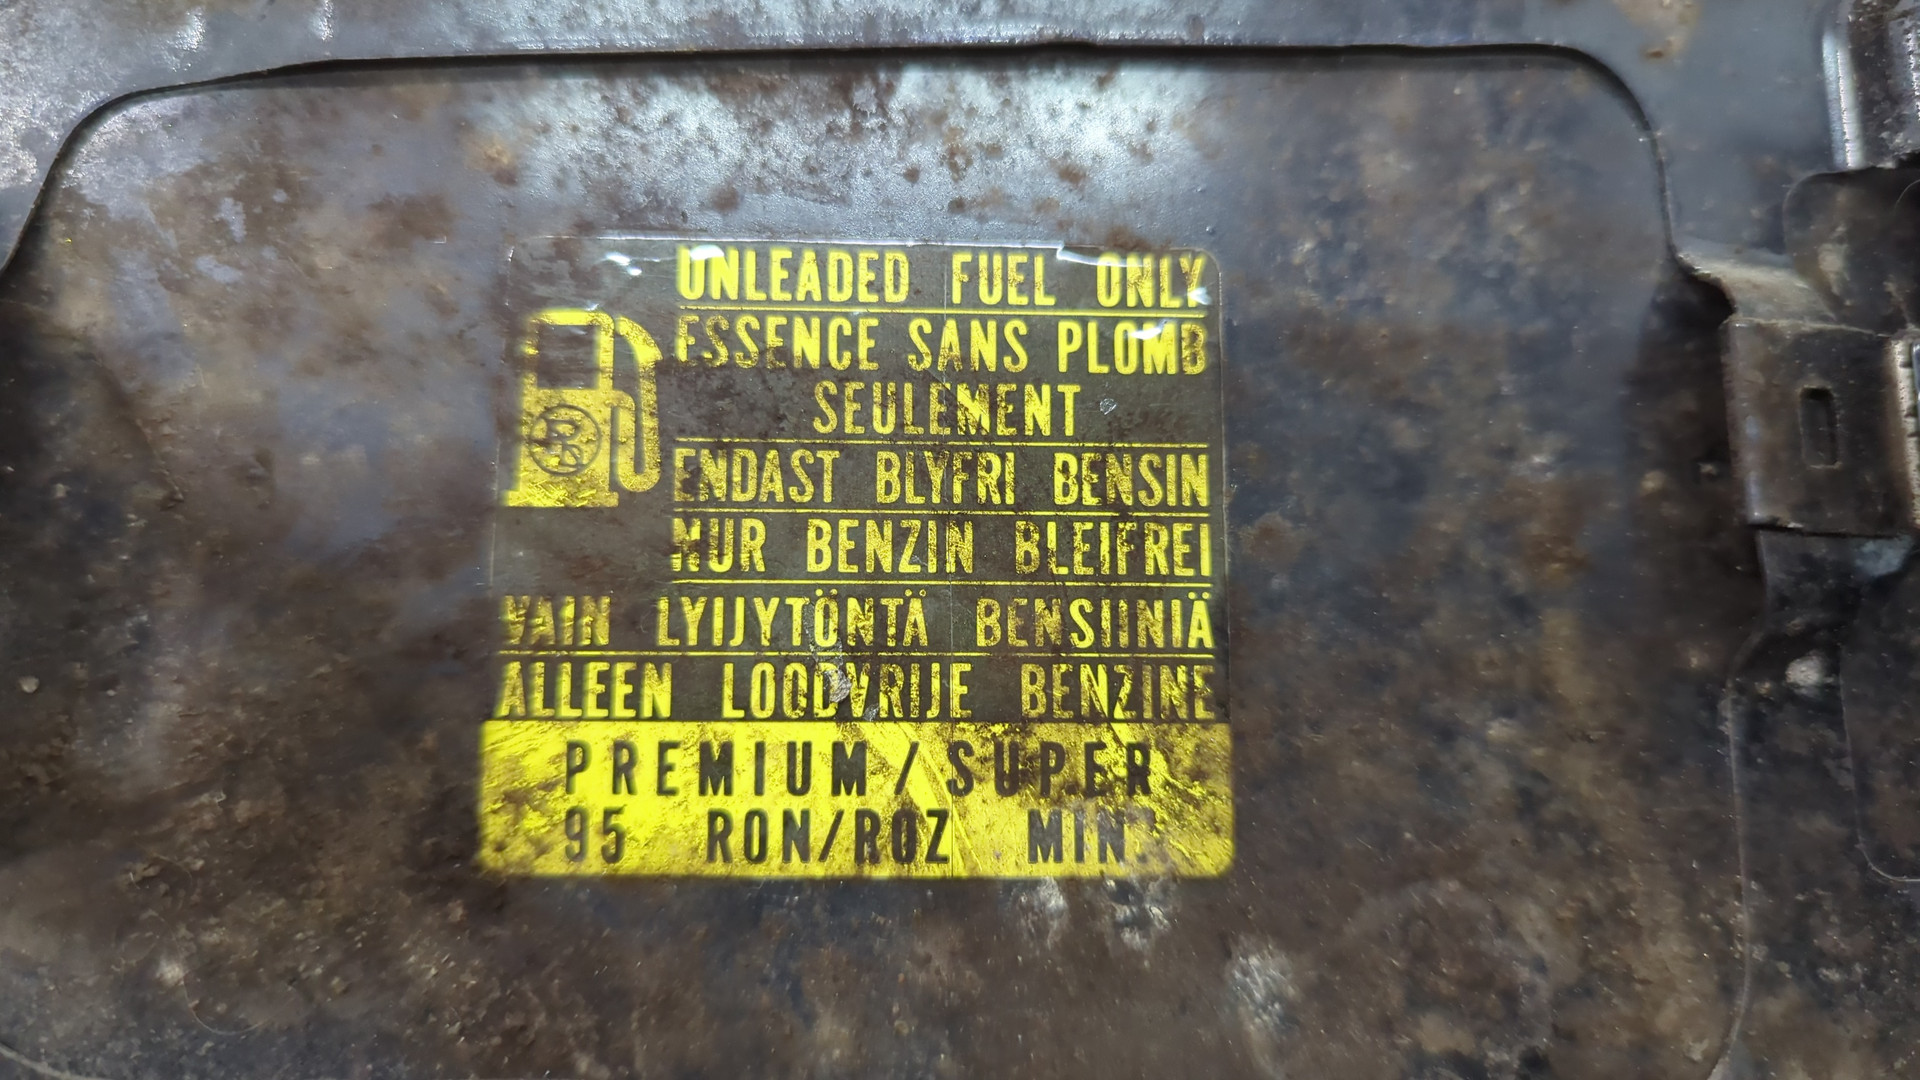 UNLEADED FUEL ONLY
ESSENCE SANS PLOMB
SEULEMENT
ENDAST BLYFRI BENSIN
NUR BENZIN BLEIFREI
VAIN LYIJYTÖNTÄ BENSIINIÄ
ALLEEN LOODVRIJE BENZINE
PREMIUM/SUPER
95 RON/ROZ MIN.